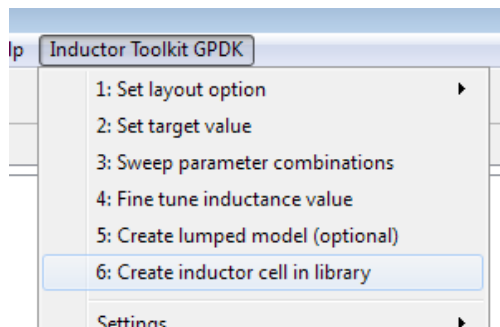 lp Inductor Toolkit GPDK
1: Set layout option
2: Set target value
3: Sweep parameter combinations
4: Fine tune inductance value
5: Create lumped model (optional)
6: Create inductor cell in library
Settings